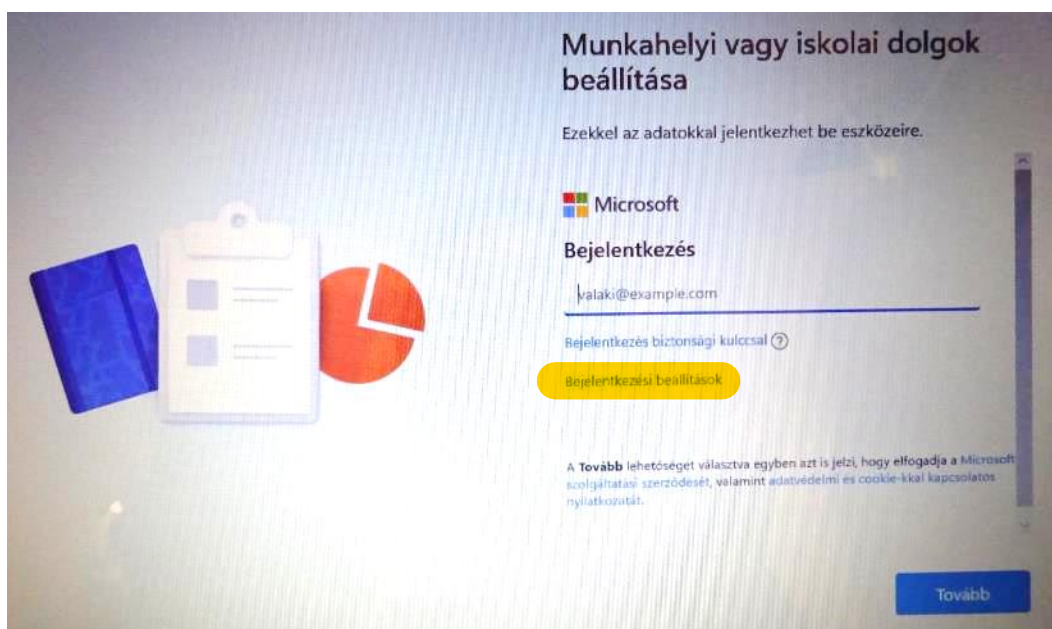 Munkahelyi vagy iskolai dolgok
beállítása
Ezekkel az adatokkal jelentkezhet be eszközeire.
Microsoft
Bejelentkezés
valaki@example.com
Bejelentkezés biztonsági kulccsal ?
Bejelentkezési beállítások
A Tovább lehetőséget választva egyben azt is jelzi, hogy elfogadja a Microsoft
szolgáltatási szerződését, valamint adatvédelmi és cookie-kkal kapcsolatos
nyilatkozatát.
Tovább